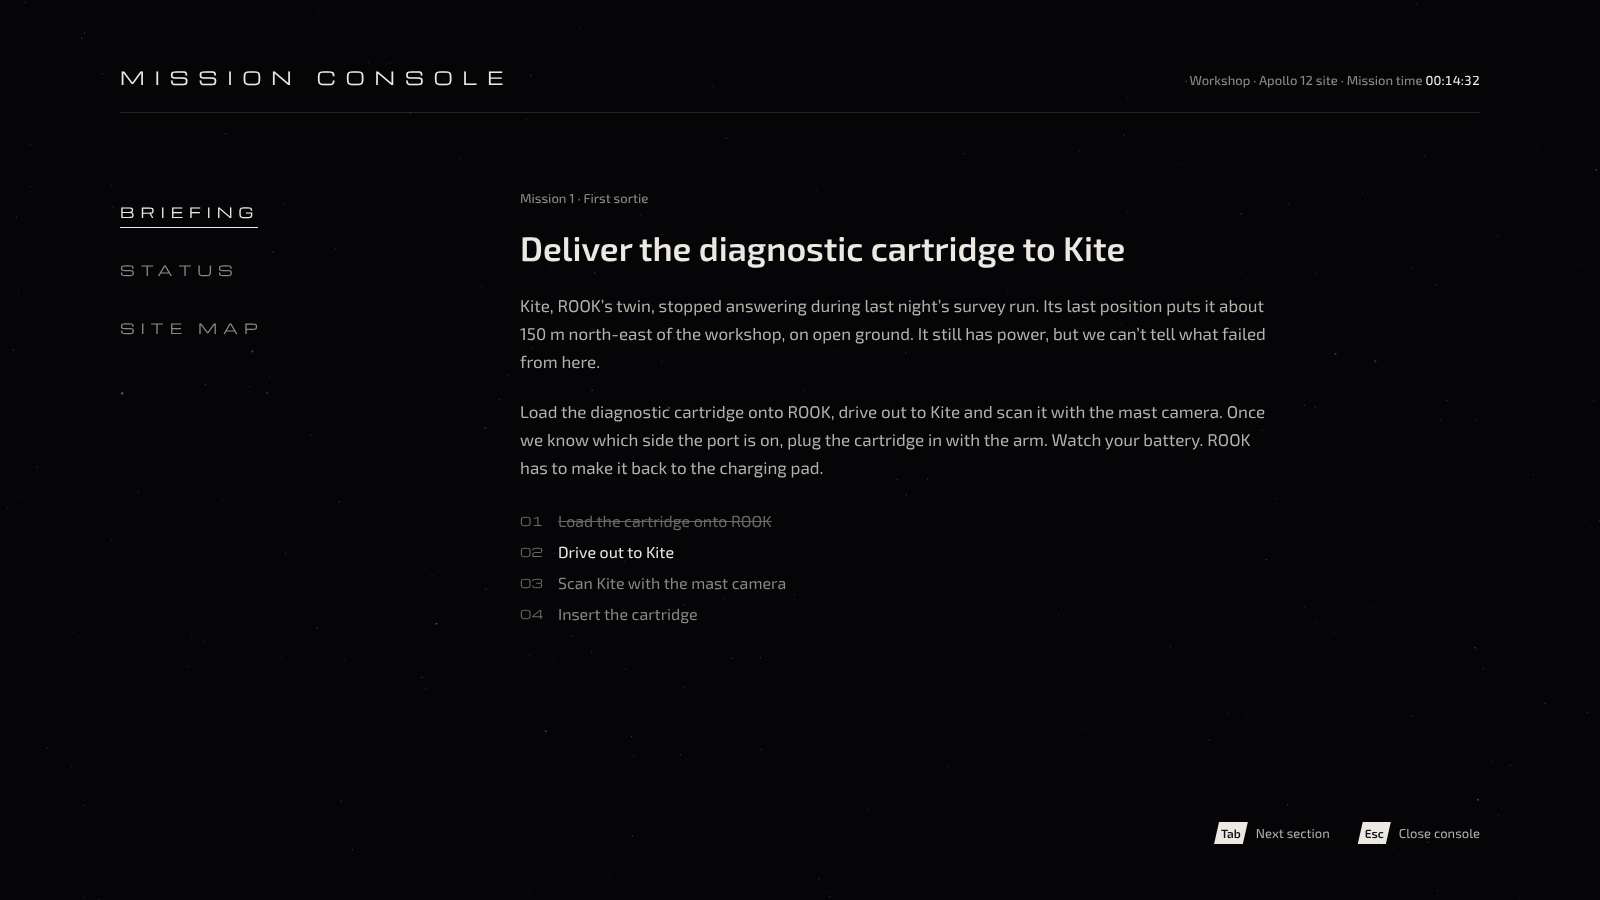 MISSION CONSOLE
Workshop · Apollo 12 site · Mission time 00:14:32
BRIEFING
STATUS
SITE MAP
Mission 1 · First sortie
Deliver the diagnostic cartridge to Kite
Kite, ROOK’s twin, stopped answering during last night’s survey run. Its last position puts it about
150 m north-east of the workshop, on open ground. It still has power, but we can’t tell what failed
from here.
Load the diagnostic cartridge onto ROOK, drive out to Kite and scan it with the mast camera. Once
we know which side the port is on, plug the cartridge in with the arm. Watch your battery. ROOK
has to make it back to the charging pad.
01 Load the cartridge onto ROOK
02 Drive out to Kite
03 Scan Kite with the mast camera
04 Insert the cartridge
Tab Next section Esc Close console